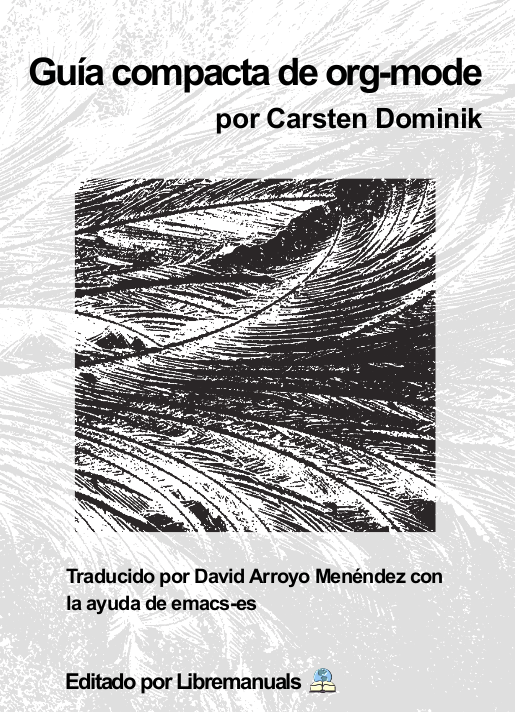 Guía compacta de org-mode
por Carsten Dominik
Traducido por David Arroyo Menéndez con
la ayuda de emacs-es
Editado por Libremanuals